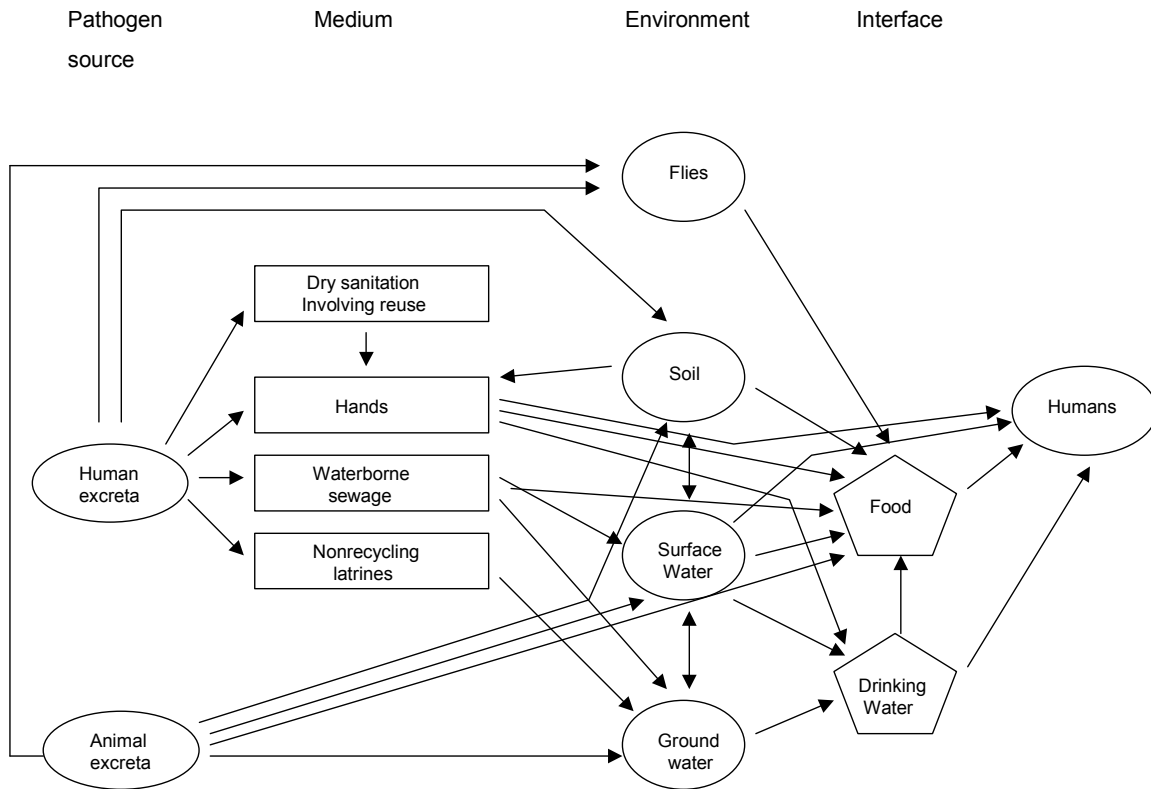 Pathogen
source
Medium
Environment
Interface
Flies
Dry sanitation
Involving reuse
Soil
Hands
Humans
Human
excreta
Waterborne
sewage
Food
Nonrecycling
latrines
Surface
Water
Drinking
Water
Animal
excreta
Ground
water